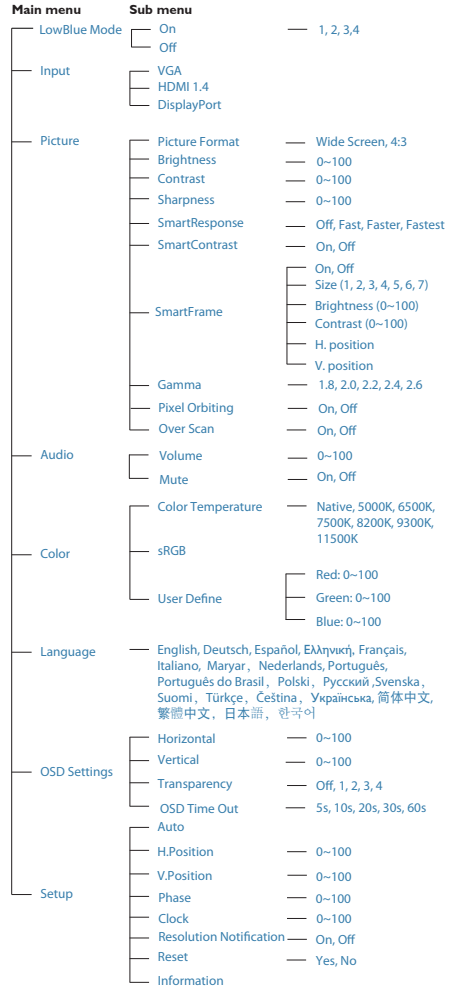 Main menu Sub menu
LowBlue Mode On 1, 2, 3,4
Off
Input VGA
HDMI 1.4
DisplayPort
Picture Picture Format Wide Screen, 4:3
Brightness 0~100
Contrast 0~100
Sharpness 0~100
SmartResponse Off, Fast, Faster, Fastest
SmartContrast On, Off
On, Off
Size (1, 2, 3, 4, 5, 6, 7)
Brightness (0~100)
SmartFrame
Contrast (0~100)
H. position
V. position
Gamma 1.8, 2.0, 2.2, 2.4, 2.6
Pixel Orbiting On, Off
Over Scan On, Off
Audio Volume 0~100
Mute On, Off
Color Temperature Native, 5000K, 6500K,
7500K, 8200K, 9300K,
11500K
Color sRGB
Red: 0~100
User Define Green: 0~100
Blue: 0~100
Language English, Deutsch, Español, Ελληνική, Français,
Italiano, Maryar, Nederlands, Português,
Português do Brasil, Polski, Русский ,Svenska,
Suomi, Türkçe, Čeština, Українська, 简体中文,
繁體中文, 日本語, 한국어
Horizontal 0~100
Vertical 0~100
OSD Settings
Transparency Off, 1, 2, 3, 4
OSD Time Out 5s, 10s, 20s, 30s, 60s
Auto
H.Position 0~100
V.Position 0~100
Setup Phase 0~100
Clock 0~100
Resolution Notification On, Off
Reset Yes, No
Information